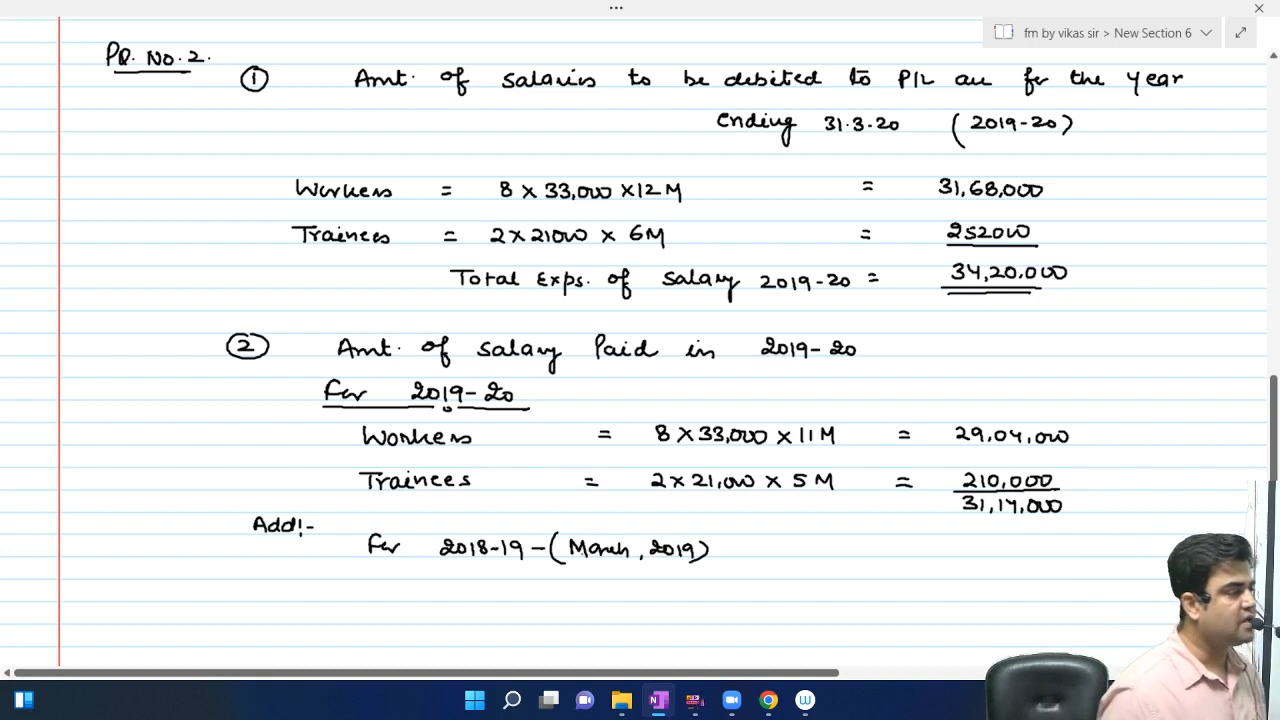 fm by vikas sir > New Section 6
PR. No. 2.
① Amt. of salaries to be debited to P/L a/c for the year
Ending 31.3.20 (2019-20)
Workers = 8 x 33,000 x 12M = 31,68,000
Trainees = 2 x 21000 x 6M = 252000
Total Exps. of salary 2019-20 = 34,20,000
② Amt. of salary Paid in 2019-20
For 2019-20
Workers = 8 x 33,000 x 11M = 29,04,000
Trainees = 2 x 21,000 x 5M = 210,000
31,14,000
Add:-
For 2018-19 - (March, 2019)